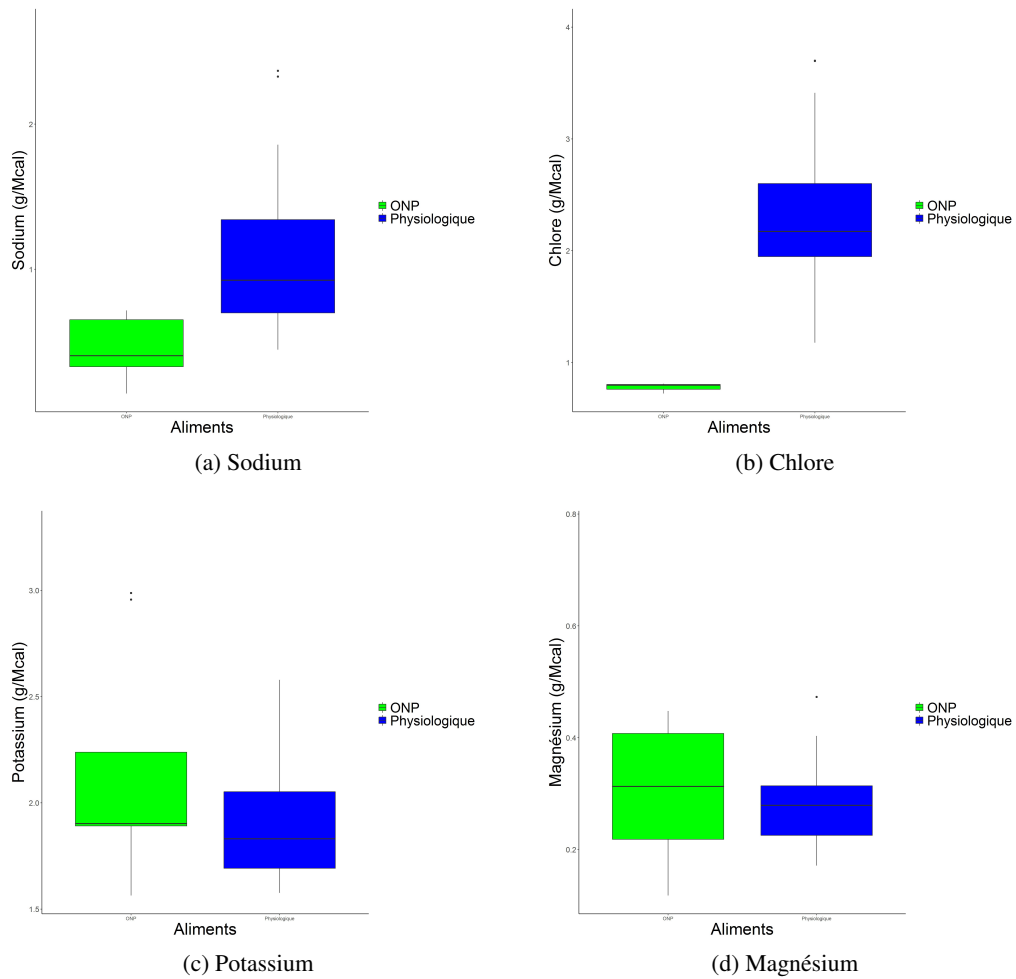 Sodium (g/Mcal)
2
1
ONP
Physiologique
ONP
Physiologique
Aliments
(a) Sodium
Chlore (g/Mcal)
4
3
2
1
ONP
Physiologique
ONP
Physiologique
Aliments
(b) Chlore
Potassium (g/Mcal)
3.0
2.5
2.0
1.5
ONP
Physiologique
ONP
Physiologique
Aliments
(c) Potassium
Magnésium (g/Mcal)
0.8
0.6
0.4
0.2
ONP
Physiologique
ONP
Physiologique
Aliments
(d) Magnésium